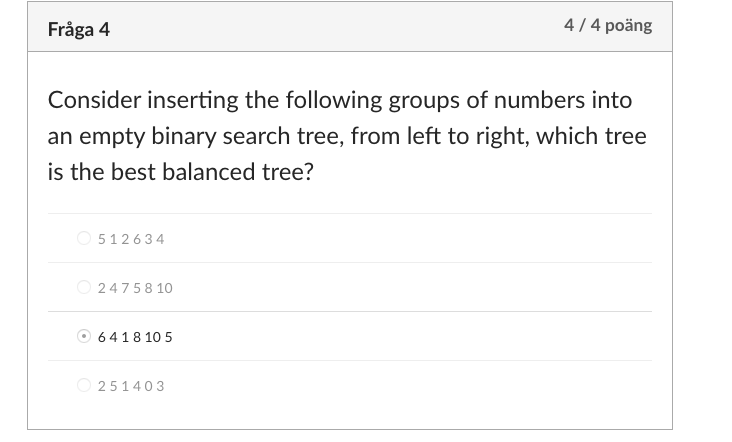 Fråga 4
4 / 4 poäng
Consider inserting the following groups of numbers into
an empty binary search tree, from left to right, which tree
is the best balanced tree?
5 1 2 6 3 4
2 4 7 5 8 10
6 4 1 8 10 5
2 5 1 4 0 3